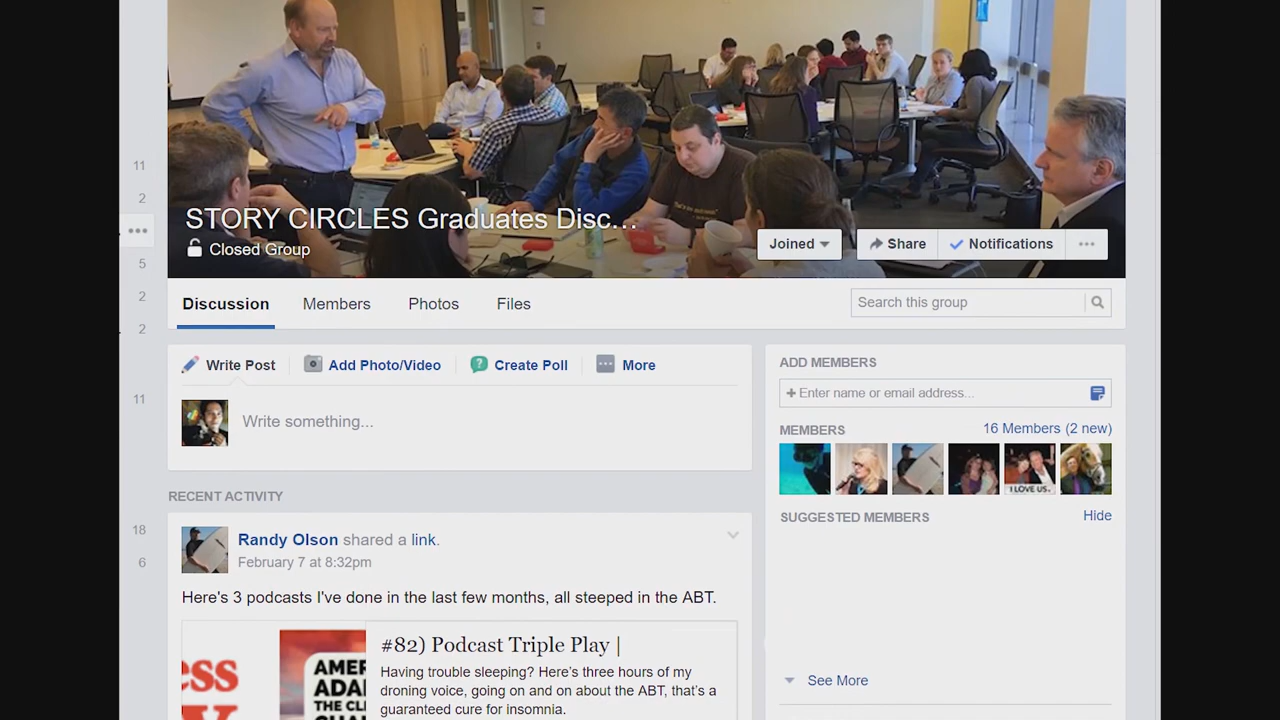 STORY CIRCLES Graduates Disc...
Closed Group
Joined
Share
Notifications
11
2
5
2
2
11
18
6
Discussion
Members
Photos
Files
Search this group
Write Post
Add Photo/Video
Create Poll
More
Write something...
RECENT ACTIVITY
Randy Olson shared a link.
February 7 at 8:32pm
Here's 3 podcasts I've done in the last few months, all steeped in the ABT.
#82) Podcast Triple Play |
Having trouble sleeping? Here's three hours of my
droning voice, going on and on about the ABT, that's a
guaranteed cure for insomnia.
ADD MEMBERS
+ Enter name or email address...
MEMBERS
16 Members (2 new)
I LOVE US.
SUGGESTED MEMBERS
Hide
See More